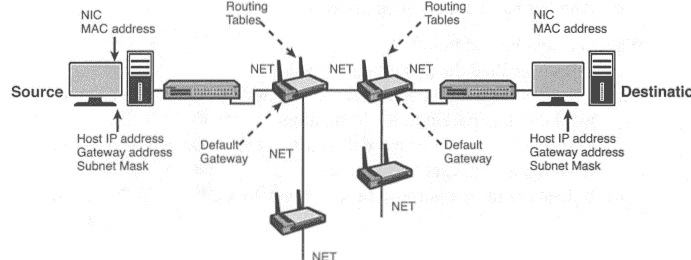 NIC
MAC address
Routing
Tables
Routing
Tables
NIC
MAC address
NET
NET
NET
Source
Destinatio
Host IP address
Gateway address
Subnet Mask
Default
Gateway
NET
Default
Gateway
Host IP address
Gateway address
Subnet Mask
NET
NET